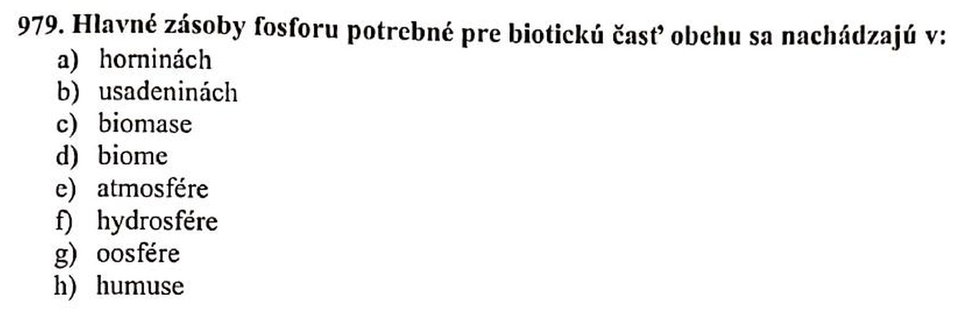 979. Hlavné zásoby fosforu potrebné pre biotickú časť obehu sa nachádzajú v:
a) horninách
b) usadeninách
c) biomase
d) biome
e) atmosfére
f) hydrosfére
g) oosfére
h) humuse